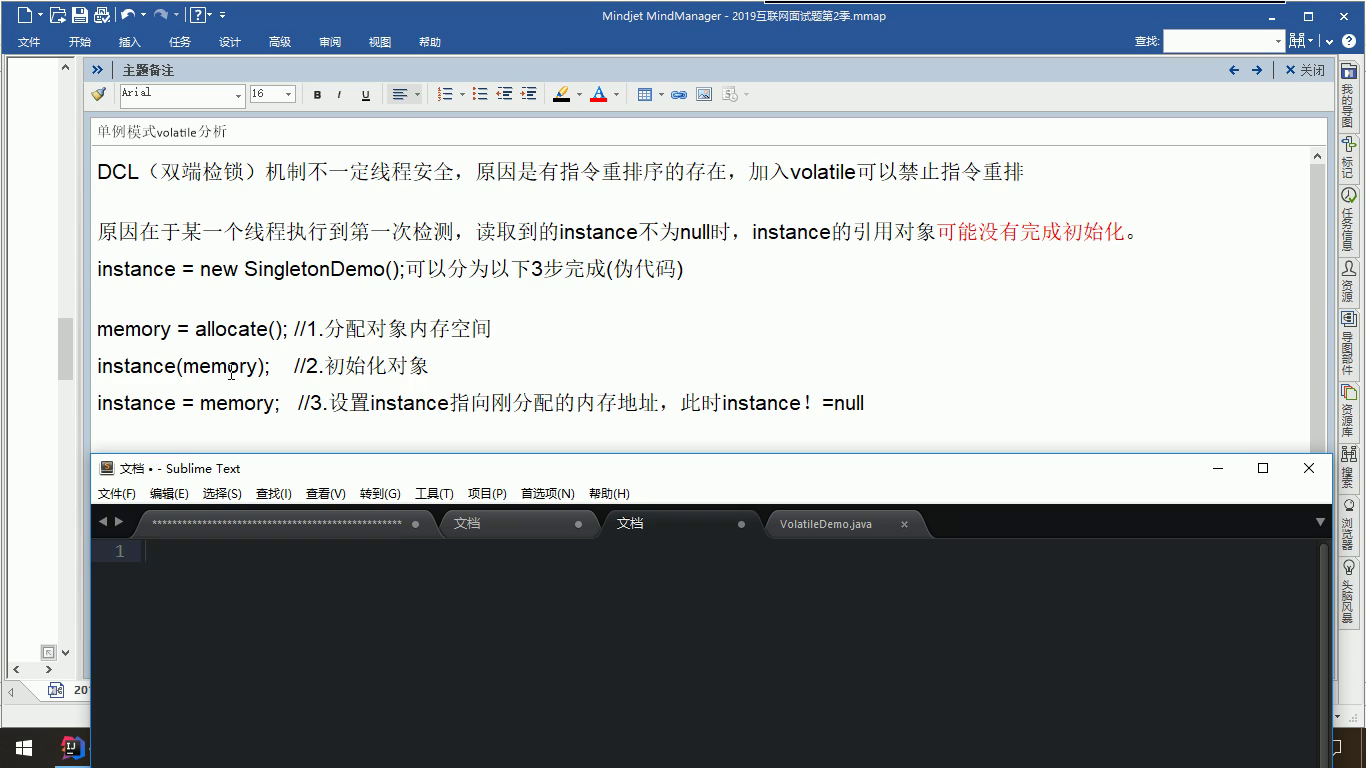 Mindjet MindManager - 2019互联网面试题第2季.mmap
文件 开始 插入 任务 设计 高级 审阅 视图 帮助 查找:
主题备注 关闭
Arial 16 B I U A
单例模式volatile分析
DCL（双端检锁）机制不一定线程安全，原因是有指令重排序的存在，加入volatile可以禁止指令重排
原因在于某一个线程执行到第一次检测，读取到的instance不为null时，instance的引用对象可能没有完成初始化。
instance = new SingletonDemo();可以分为以下3步完成(伪代码)
memory = allocate(); //1.分配对象内存空间
instance(memory); //2.初始化对象
instance = memory; //3.设置instance指向刚分配的内存地址，此时instance！=null
我的导图
标记
任务信息
资源
导图部件
资源库
搜索
浏览器
头脑风暴
文档 • - Sublime Text
文件(F) 编辑(E) 选择(S) 查找(I) 查看(V) 转到(G) 工具(T) 项目(P) 首选项(N) 帮助(H)
************************************************** 文档 文档 VolatileDemo.java
1
201
IJ